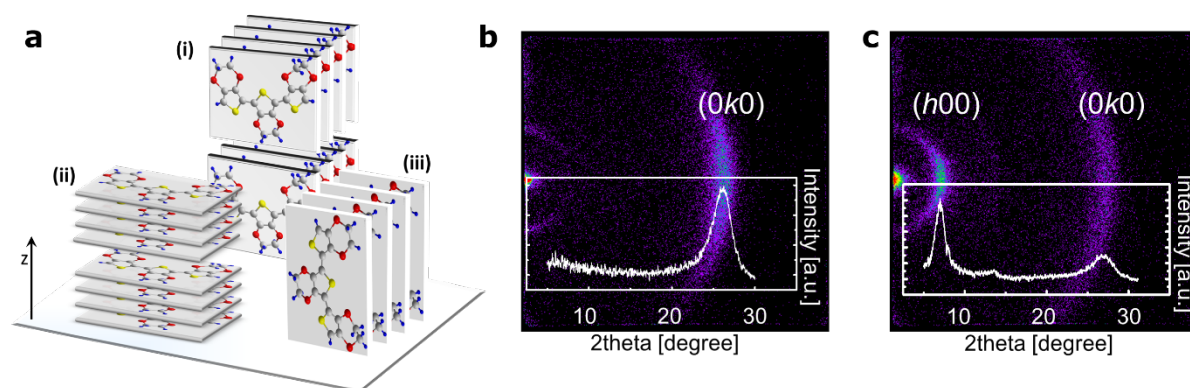 a
(i)
(ii)
(iii)
z
b
(0k0)
Intensity [a.u.]
10 20 30
2theta [degree]
c
(h00) (0k0)
Intensity [a.u.]
10 20 30
2theta [degree]